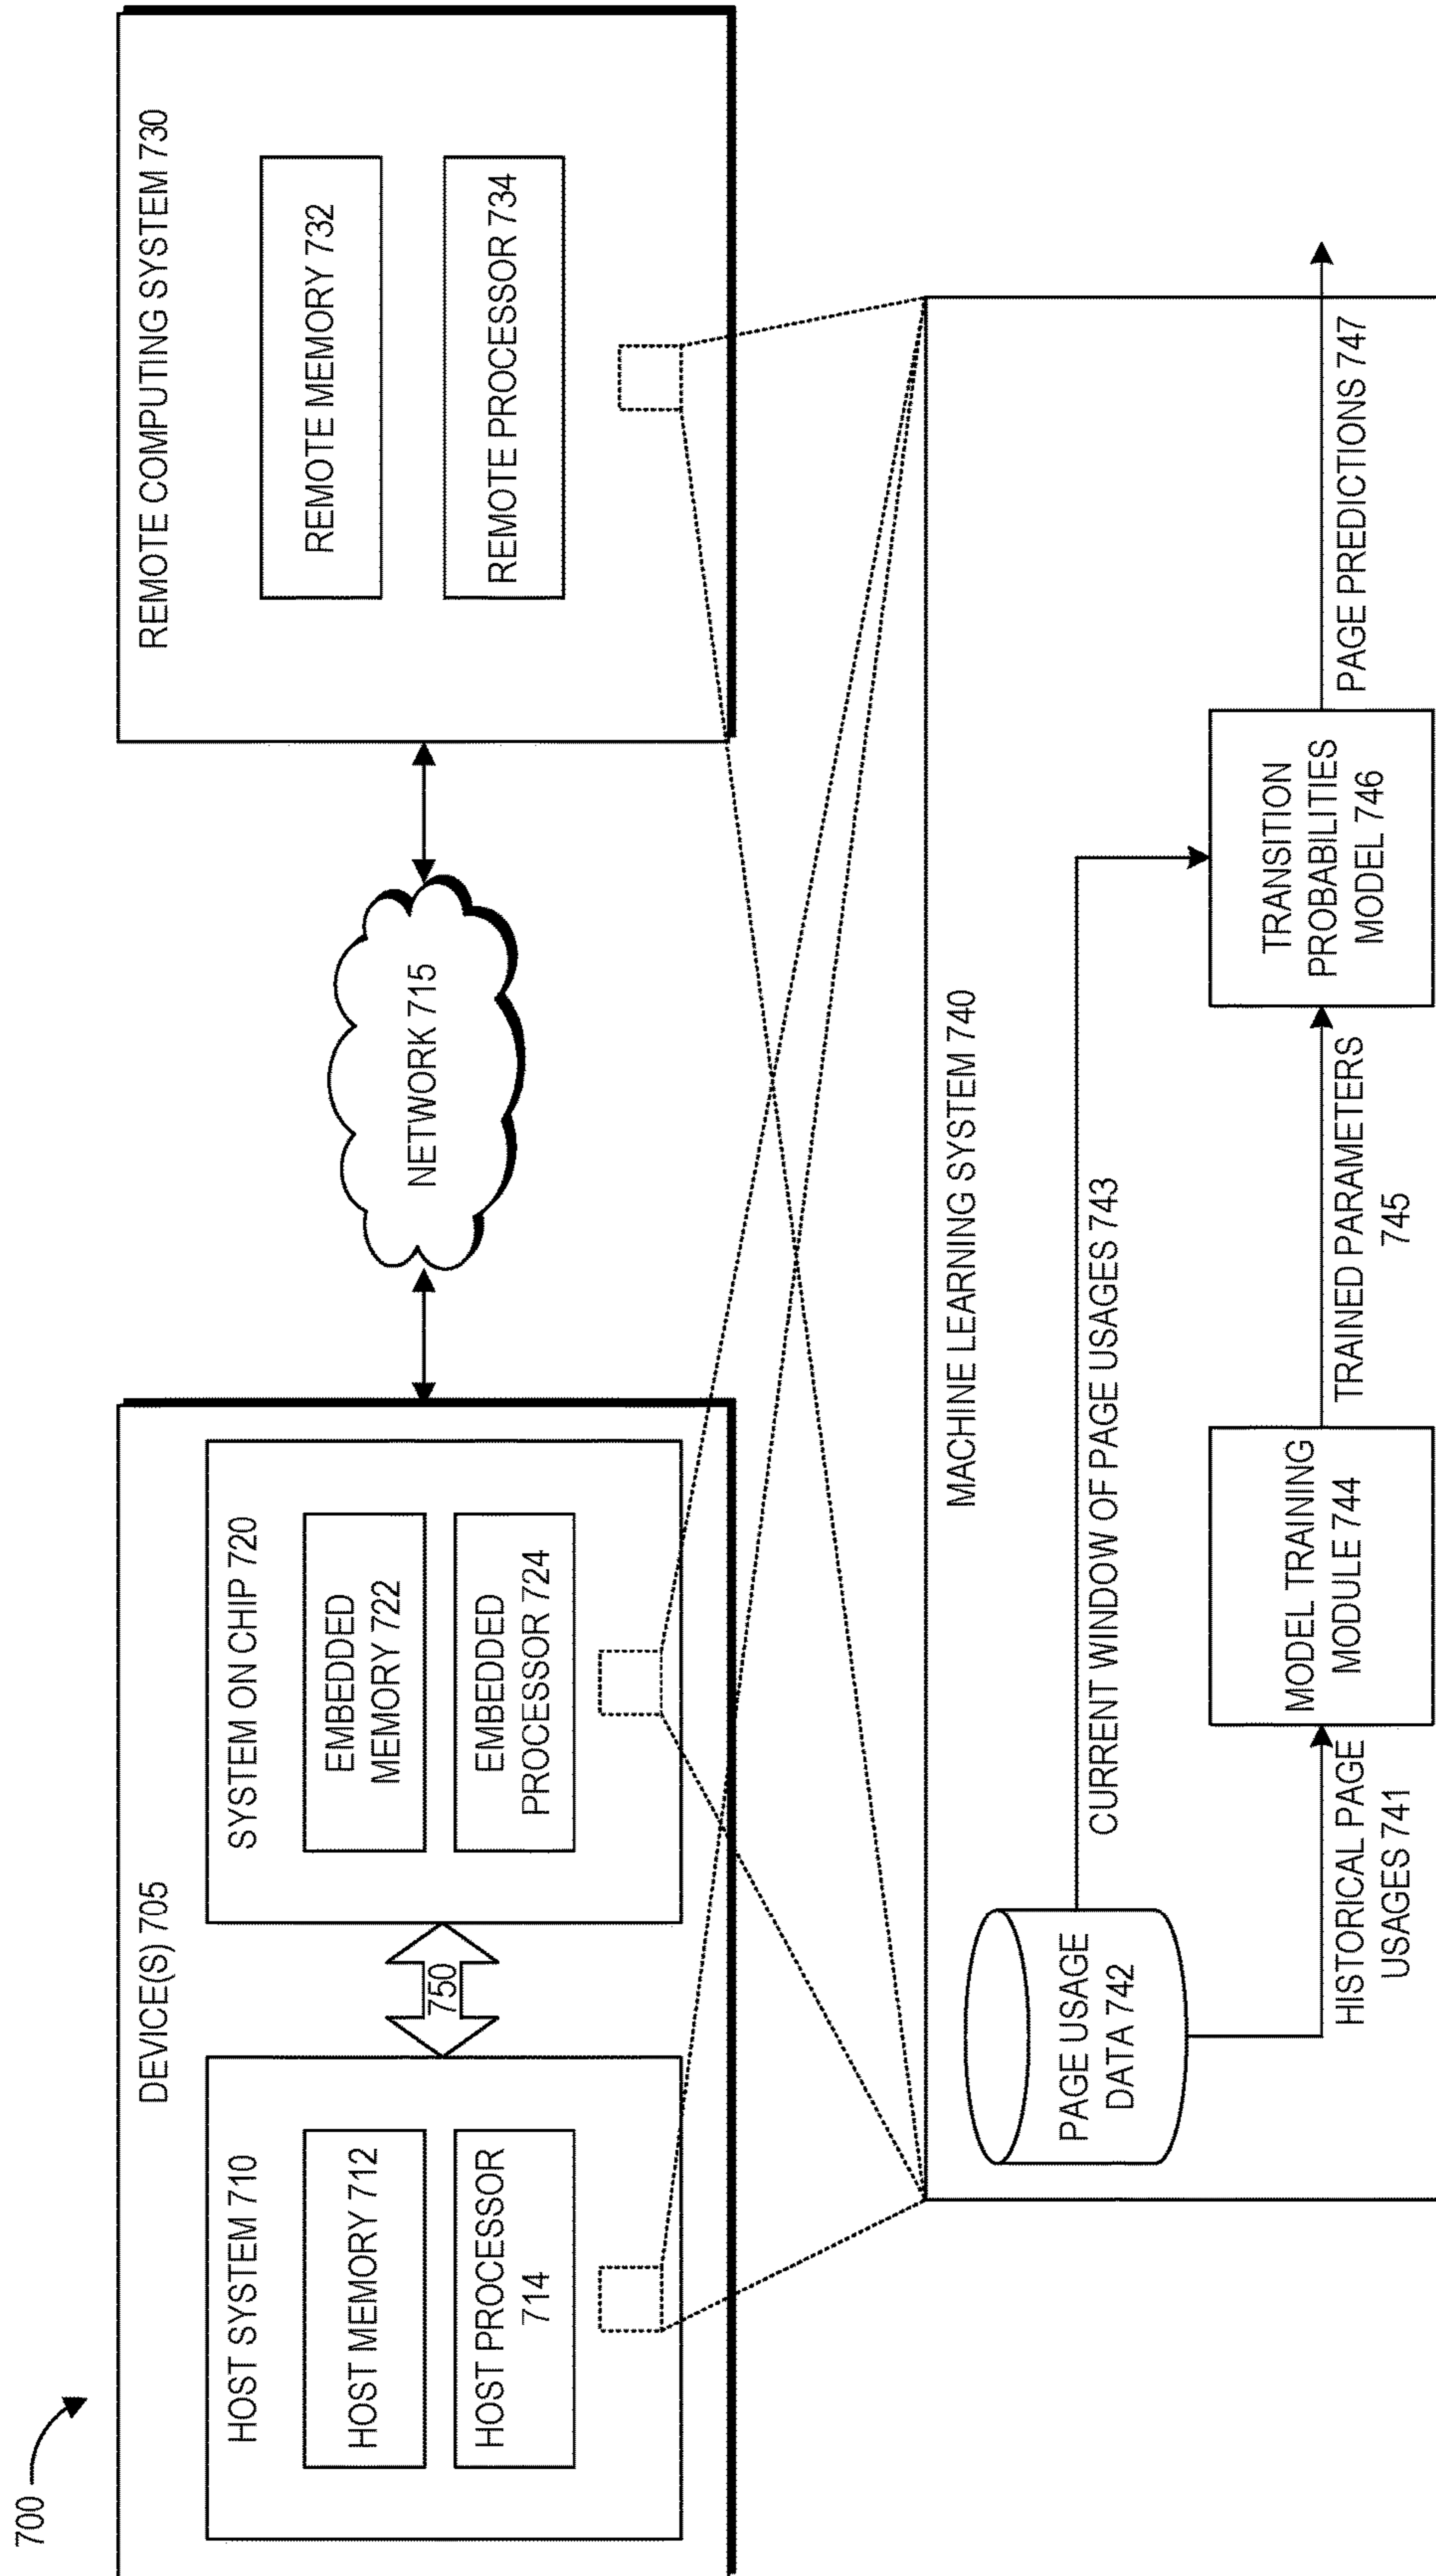 700
DEVICE(S) 705
HOST SYSTEM 710
HOST MEMORY 712
HOST PROCESSOR
714
750
SYSTEM ON CHIP 720
EMBEDDED
MEMORY 722
EMBEDDED
PROCESSOR 724
NETWORK 715
REMOTE COMPUTING SYSTEM 730
REMOTE MEMORY 732
REMOTE PROCESSOR 734
MACHINE LEARNING SYSTEM 740
PAGE USAGE
DATA 742
CURRENT WINDOW OF PAGE USAGES 743
HISTORICAL PAGE
USAGES 741
MODEL TRAINING
MODULE 744
TRAINED PARAMETERS
745
TRANSITION
PROBABILITIES
MODEL 746
PAGE PREDICTIONS 747